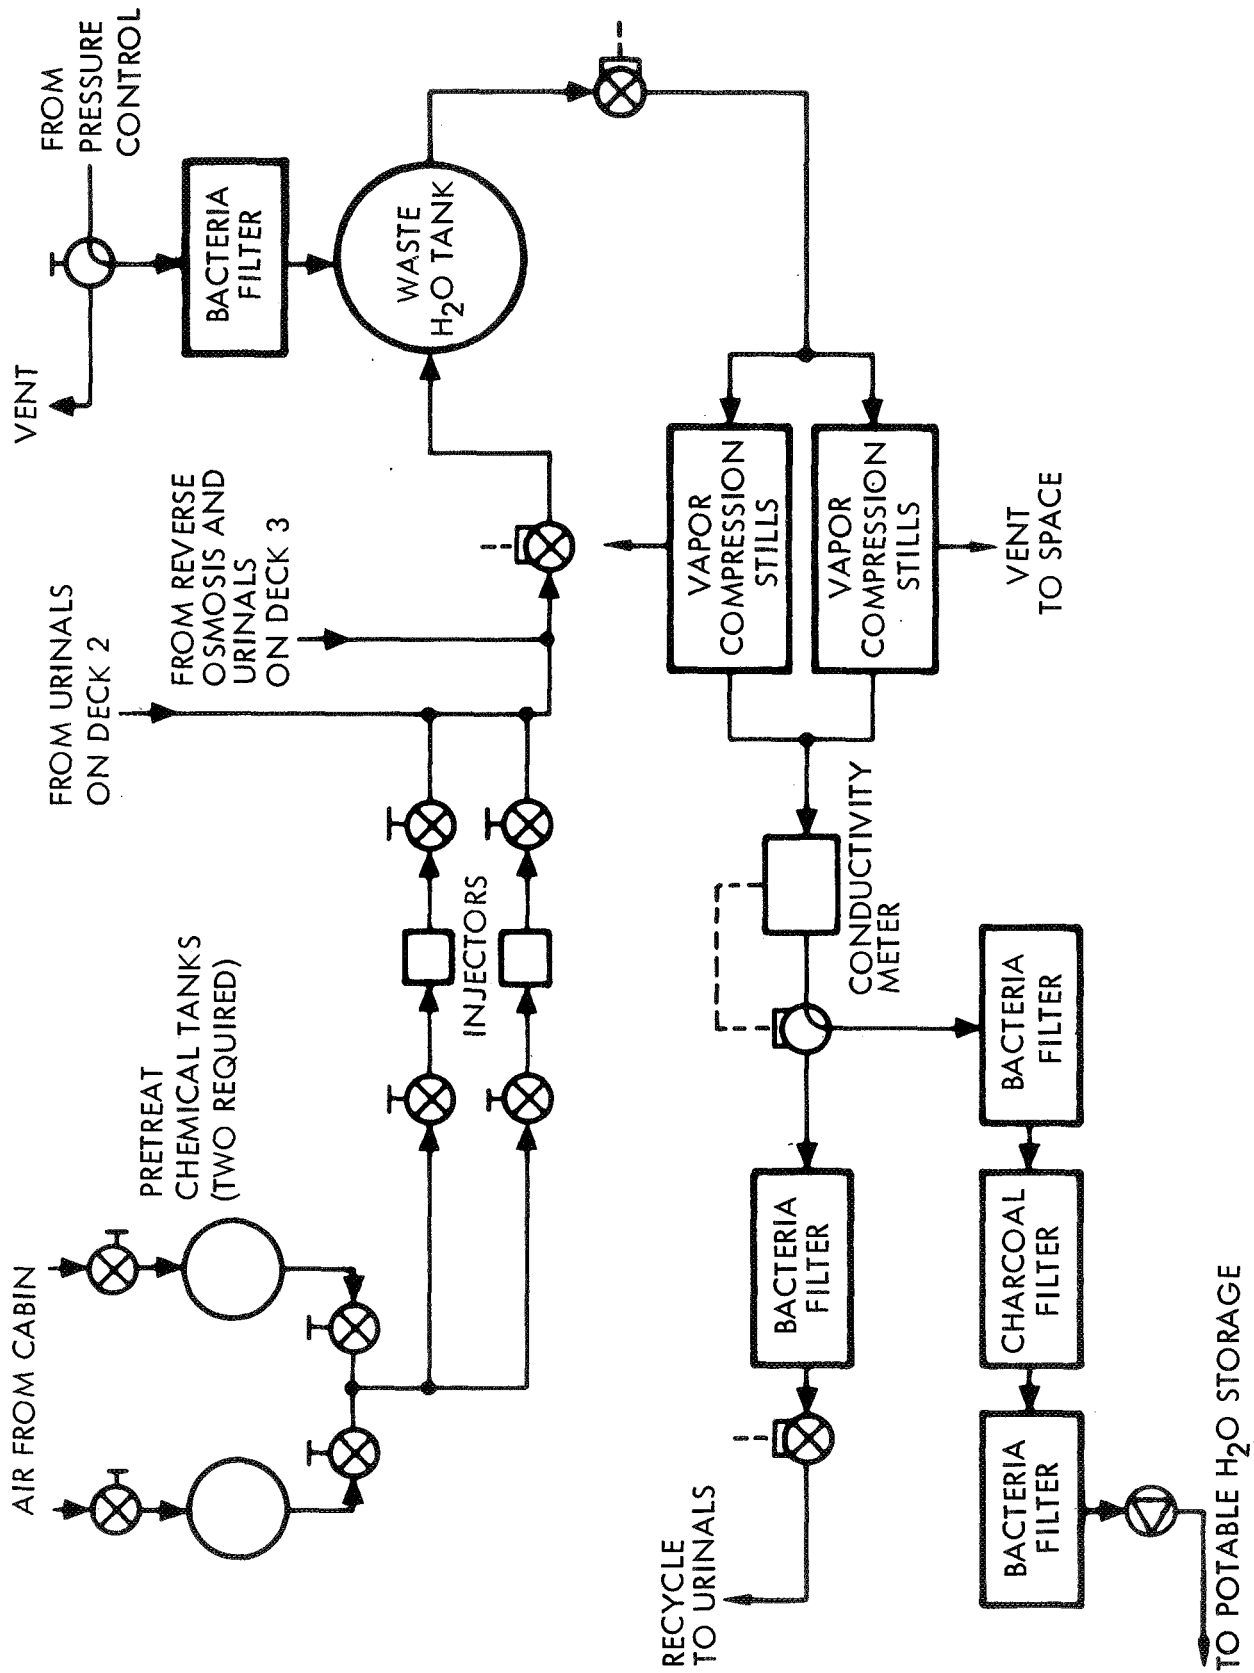 AIR FROM CABIN
PRETREAT
CHEMICAL TANKS
(TWO REQUIRED)
INJECTORS
FROM URINALS
ON DECK 2
FROM REVERSE
OSMOSIS AND
URINALS
ON DECK 3
VENT
FROM
PRESSURE
CONTROL
BACTERIA
FILTER
WASTE
H2O TANK
VAPOR
COMPRESSION
STILLS
VAPOR
COMPRESSION
STILLS
VENT
TO SPACE
CONDUCTIVITY
METER
BACTERIA
FILTER
RECYCLE
TO URINALS
BACTERIA
FILTER
CHARCOAL
FILTER
BACTERIA
FILTER
TO POTABLE H2O STORAGE